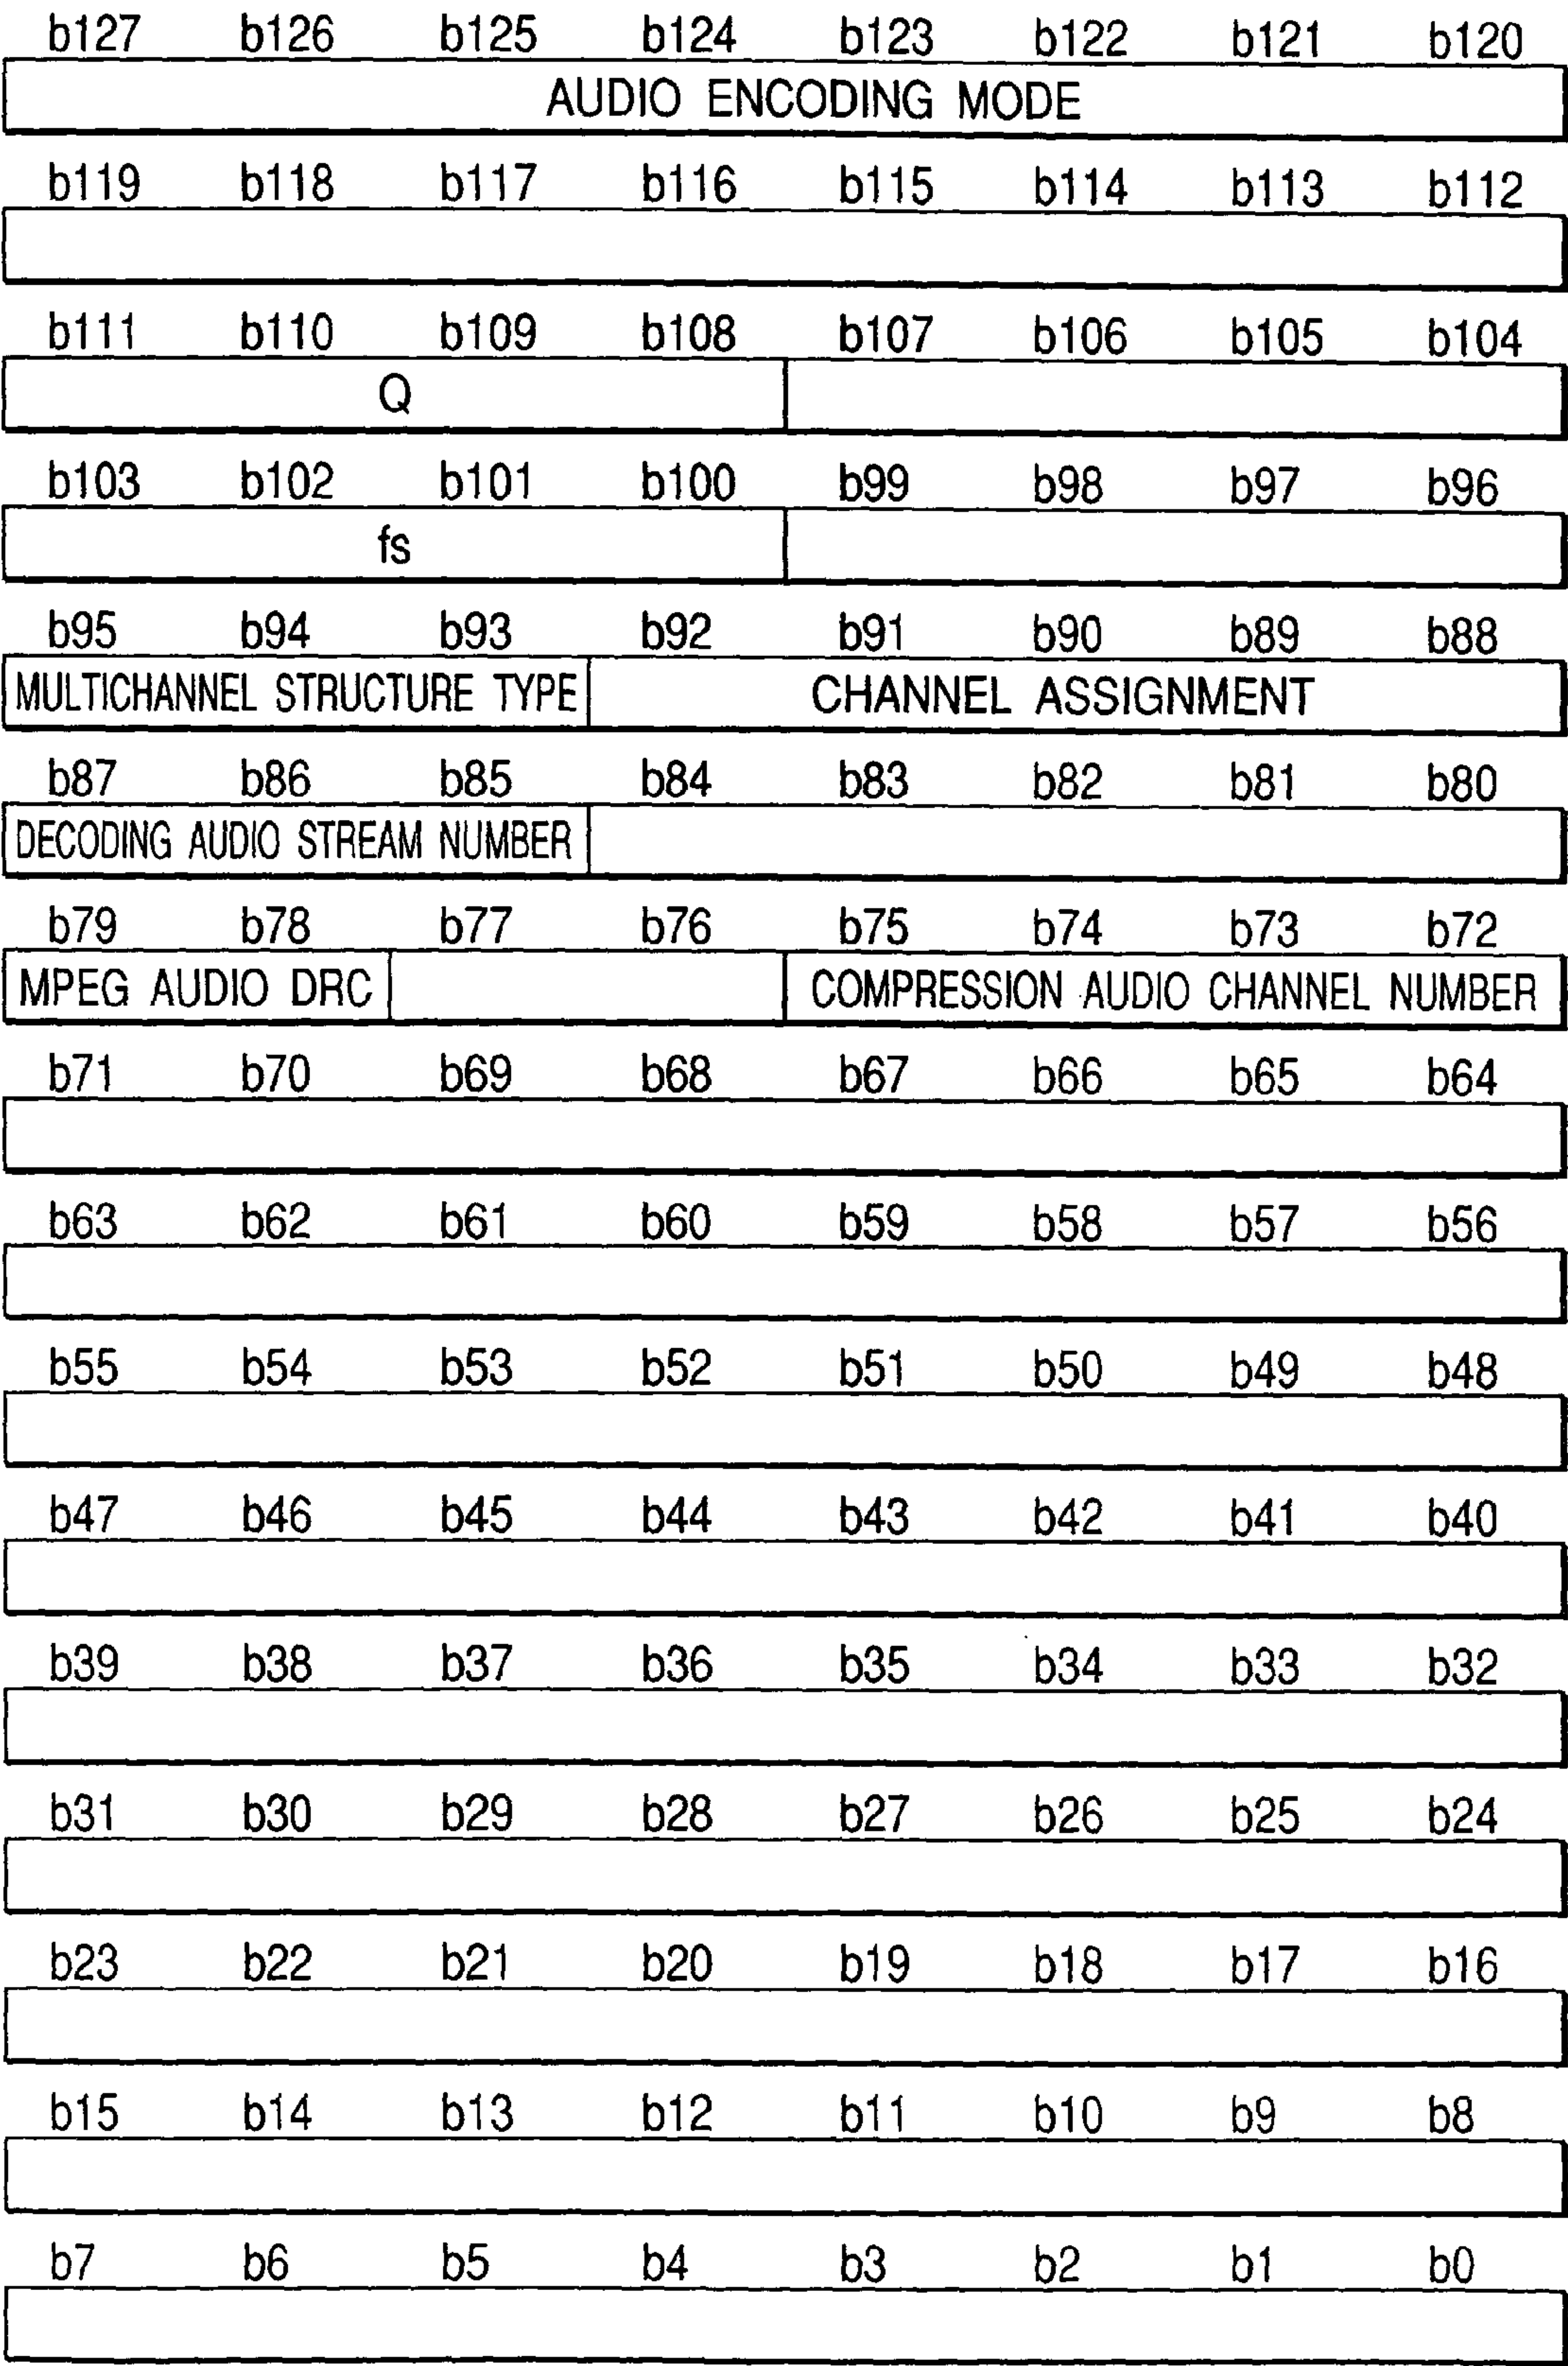 b127 b126 b125 b124 b123 b122 b121 b120
AUDIO ENCODING MODE
b119 b118 b117 b116 b115 b114 b113 b112
b111 b110 b109 b108 b107 b106 b105 b104
Q
b103 b102 b101 b100 b99 b98 b97 b96
fs
b95 b94 b93 b92 b91 b90 b89 b88
MULTICHANNEL STRUCTURE TYPE CHANNEL ASSIGNMENT
b87 b86 b85 b84 b83 b82 b81 b80
DECODING AUDIO STREAM NUMBER
b79 b78 b77 b76 b75 b74 b73 b72
MPEG AUDIO DRC COMPRESSION AUDIO CHANNEL NUMBER
b71 b70 b69 b68 b67 b66 b65 b64
b63 b62 b61 b60 b59 b58 b57 b56
b55 b54 b53 b52 b51 b50 b49 b48
b47 b46 b45 b44 b43 b42 b41 b40
b39 b38 b37 b36 b35 b34 b33 b32
b31 b30 b29 b28 b27 b26 b25 b24
b23 b22 b21 b20 b19 b18 b17 b16
b15 b14 b13 b12 b11 b10 b9 b8
b7 b6 b5 b4 b3 b2 b1 b0